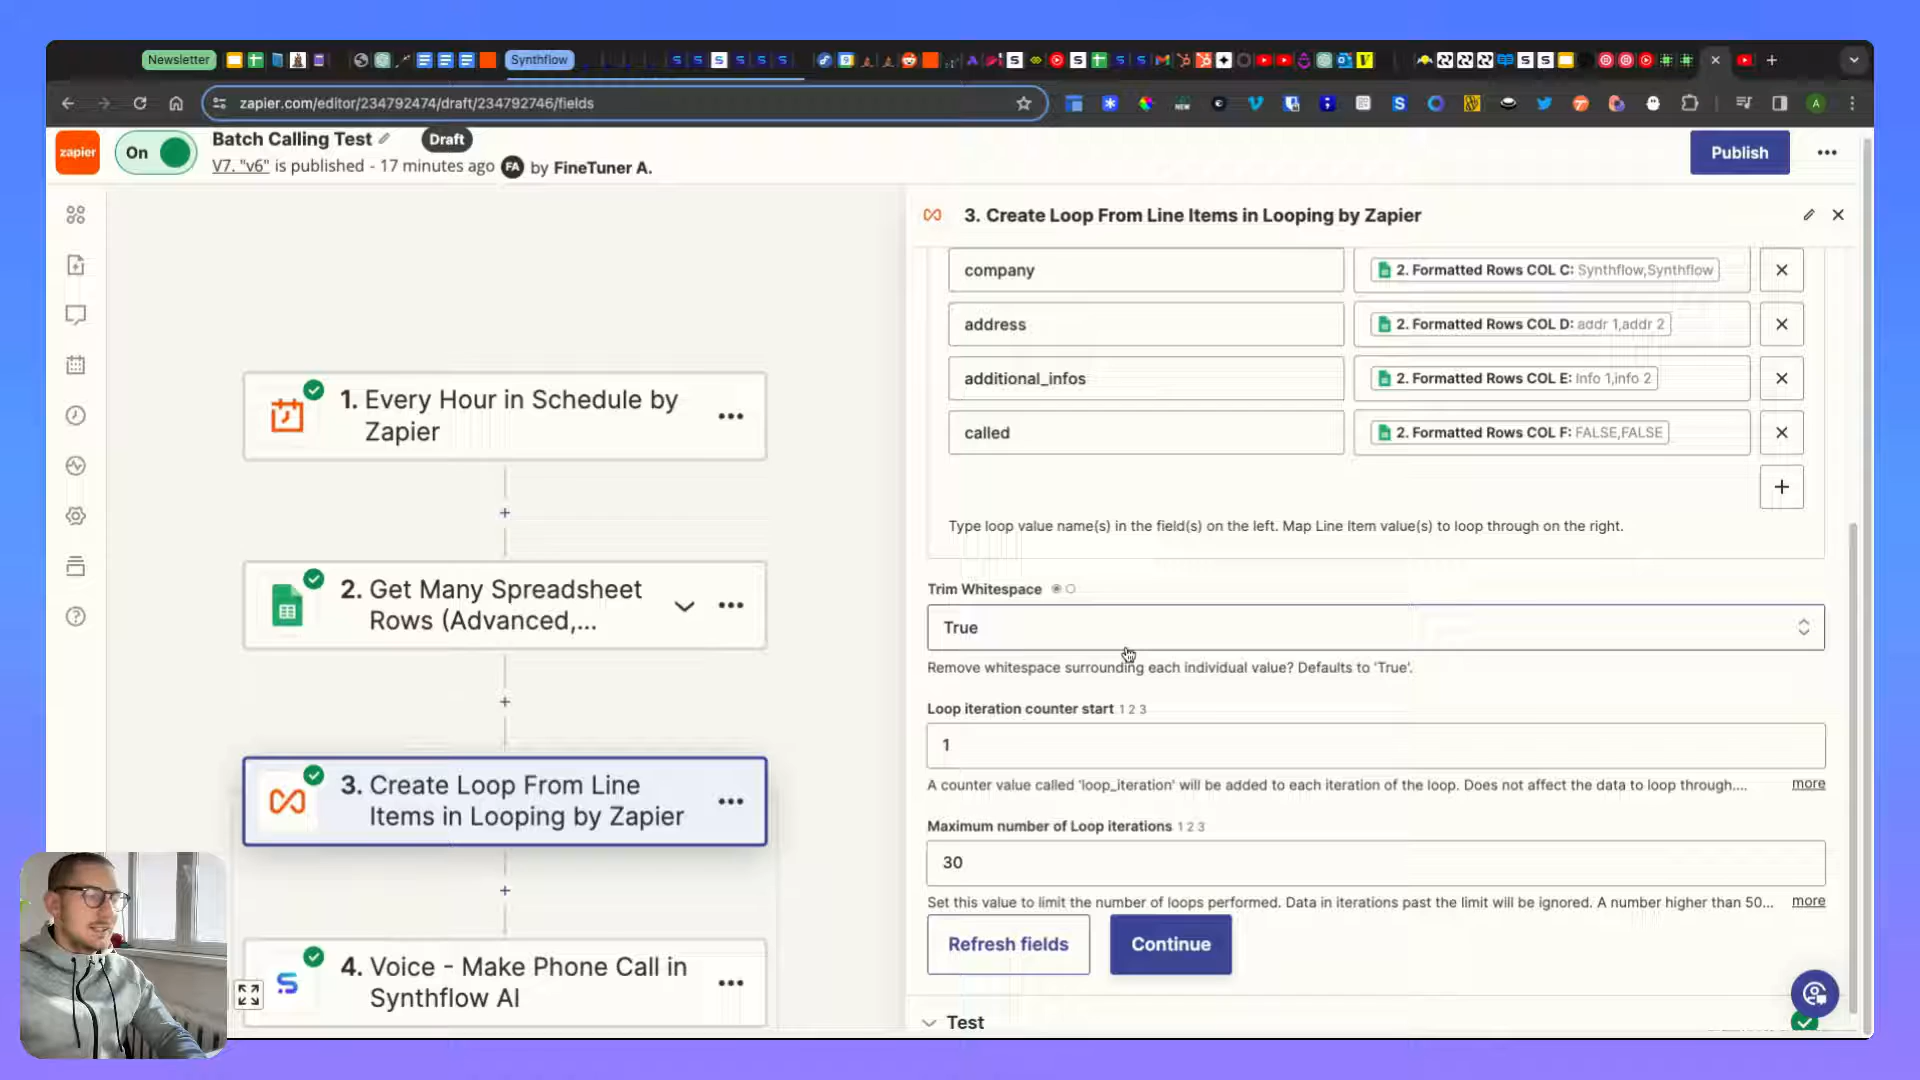 Newsletter
Synthflow
zapier.com/editor/234792474/draft/234792746/fields
zapier
On
Batch Calling Test
Draft
V7. "v6" is published - 17 minutes ago FA by FineTuner A.
Publish
1. Every Hour in Schedule by
Zapier
2. Get Many Spreadsheet
Rows (Advanced,...
3. Create Loop From Line
Items in Looping by Zapier
4. Voice - Make Phone Call in
Synthflow AI
3. Create Loop From Line Items in Looping by Zapier
company
2. Formatted Rows COL C: Synthflow,Synthflow
address
2. Formatted Rows COL D: addr 1,addr 2
additional_infos
2. Formatted Rows COL E: Info 1,info 2
called
2. Formatted Rows COL F: FALSE,FALSE
Type loop value name(s) in the field(s) on the left. Map Line Item value(s) to loop through on the right.
Trim Whitespace
True
Remove whitespace surrounding each individual value? Defaults to 'True'.
Loop iteration counter start 1 2 3
1
A counter value called 'loop_iteration' will be added to each iteration of the loop. Does not affect the data to loop through.... more
Maximum number of Loop iterations 1 2 3
30
Set this value to limit the number of loops performed. Data in iterations past the limit will be ignored. A number higher than 50... more
Refresh fields
Continue
Test